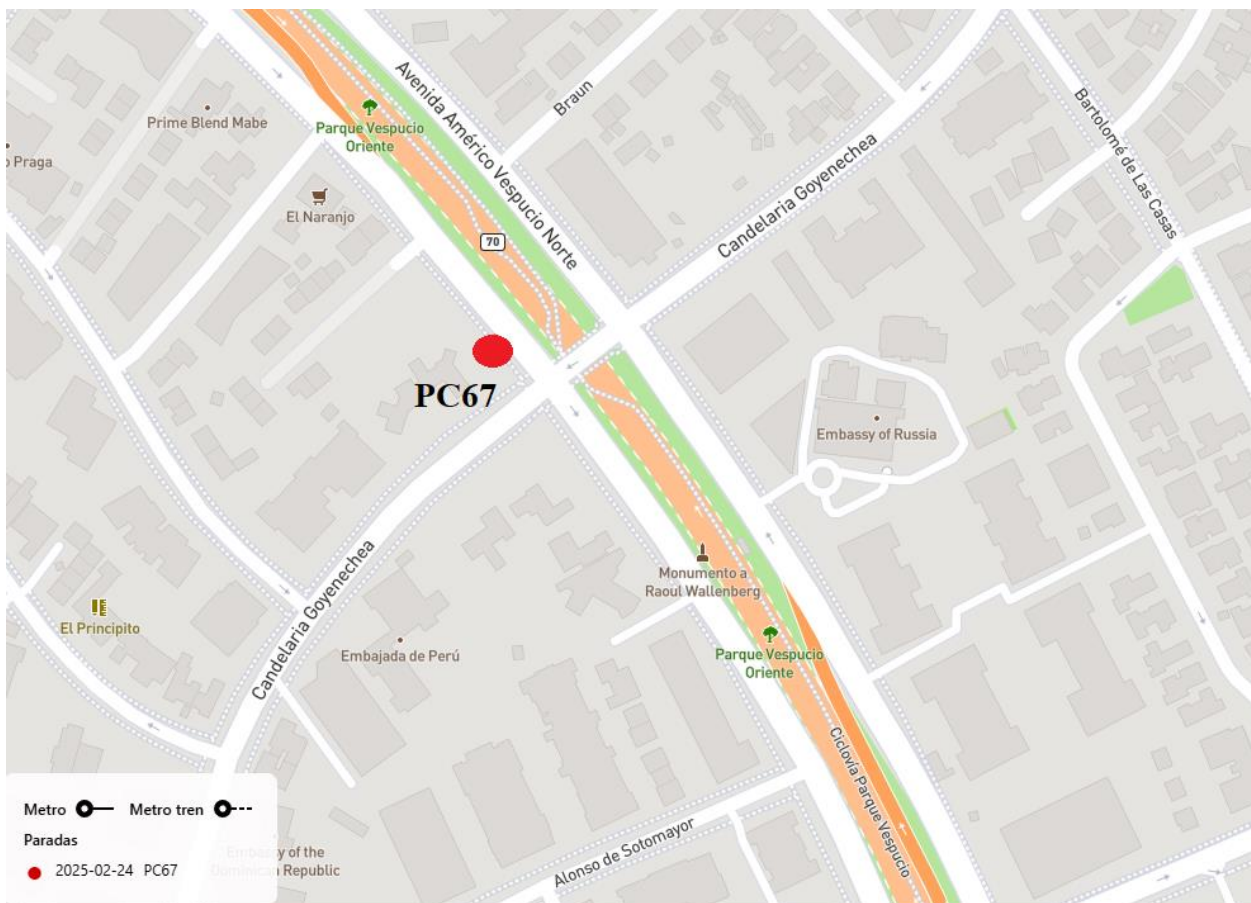 Avenida Américo Vespucio Norte
Braun
Bartolomé de Las Casas
Prime Blend Mabe
Parque Vespucio
Oriente
Candelaria Goyenechea
Praga
El Naranjo
70
PC67
Embassy of Russia
Monumento a
Raoul Wallenberg
Candelaria Goyenechea
El Principito
Embajada de Perú
Parque Vespucio
Oriente
Ciclovía Parque Vespucio
Alonso de Sotomayor
Metro
Metro tren
Paradas
2025-02-24 PC67
Embassy of the
Dominican Republic